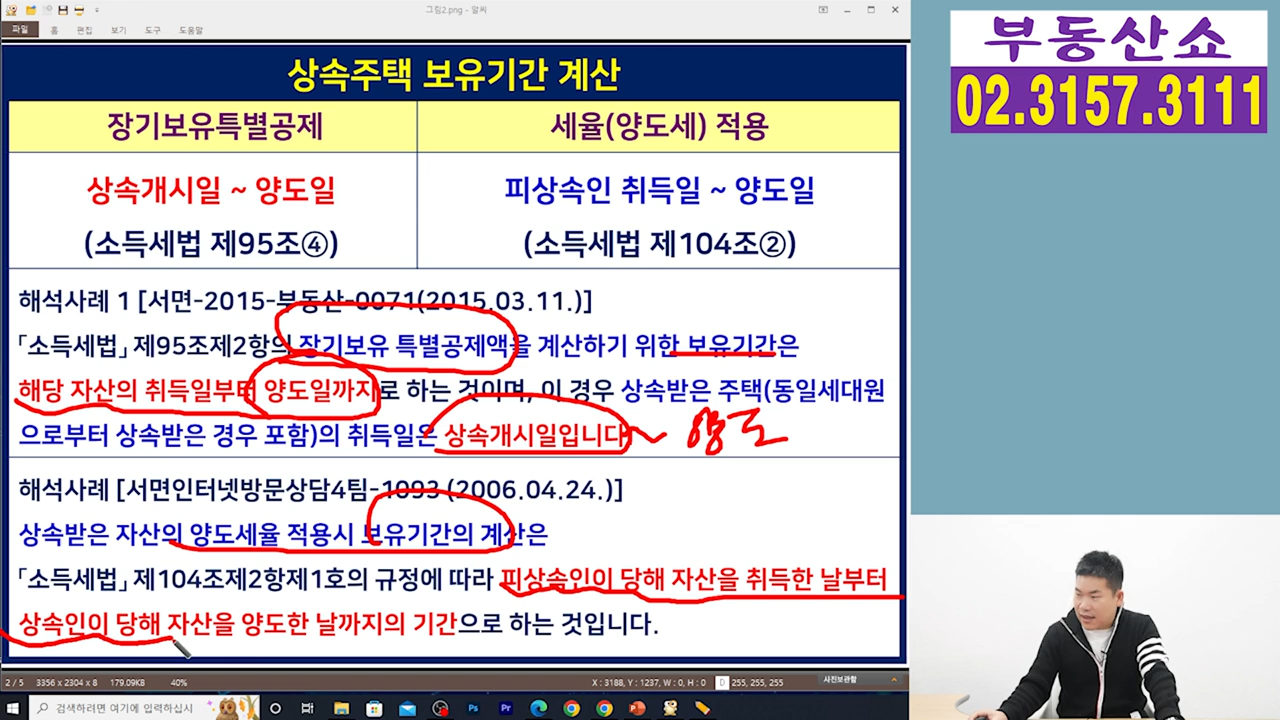 그림2.png - 알씨
파일 홈 편집 보기 도구 도움말
상속주택 보유기간 계산
장기보유특별공제
세율(양도세) 적용
상속개시일 ~ 양도일
피상속인 취득일 ~ 양도일
(소득세법 제95조④)
(소득세법 제104조②)
해석사례 1 [서면-2015-부동산-0071(2015.03.11.)]
「소득세법」 제95조제2항의 장기보유 특별공제액을 계산하기 위한 보유기간은
해당 자산의 취득일부터 양도일까지로 하는 것이며, 이 경우 상속받은 주택(동일세대원
으로부터 상속받은 경우 포함)의 취득일은 상속개시일입니다
~ 양도
해석사례 [서면인터넷방문상담4팀-1093 (2006.04.24.)]
상속받은 자산의 양도세율 적용시 보유기간의 계산은
「소득세법」 제104조제2항제1호의 규정에 따라 피상속인이 당해 자산을 취득한 날부터
상속인이 당해 자산을 양도한 날까지의 기간으로 하는 것입니다.
2 / 5 3356 x 2304 x 8 179.09KB 40% X : 3188, Y : 1237, W : 0, H : 0 D 255, 255, 255 사진보관함
검색하려면 여기에 입력하십시
부동산쇼
02.3157.3111